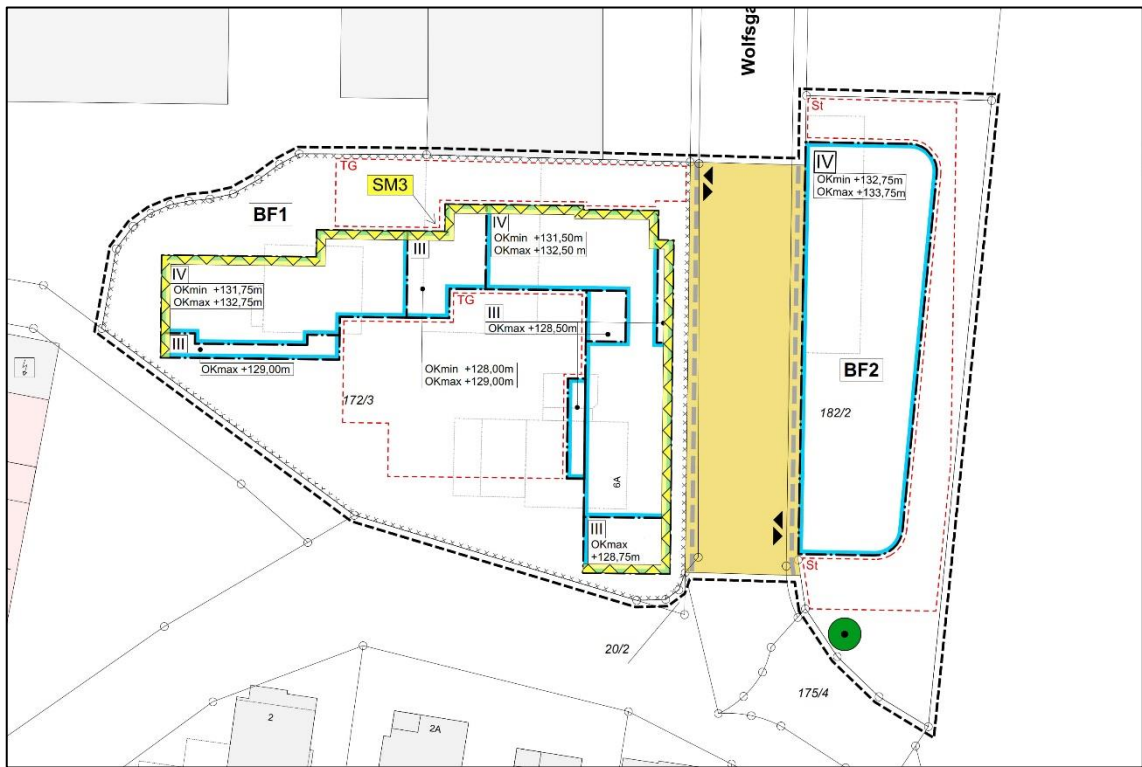 Wolfsga
St
TG
SM3
BF1
IV
OKmin +132,75m
OKmax +133,75m
III
IV
OKmin +131,50m
OKmax +132,50 m
IV
OKmin +131,75m
OKmax +132,75m
TG
III
OKmax +128,50m
III
OKmax +129,00m
OKmin +128,00m
OKmax +129,00m
BF2
172/3
182/2
6A
III
OKmax
+128,75m
St
20/2
175/4
2
2A